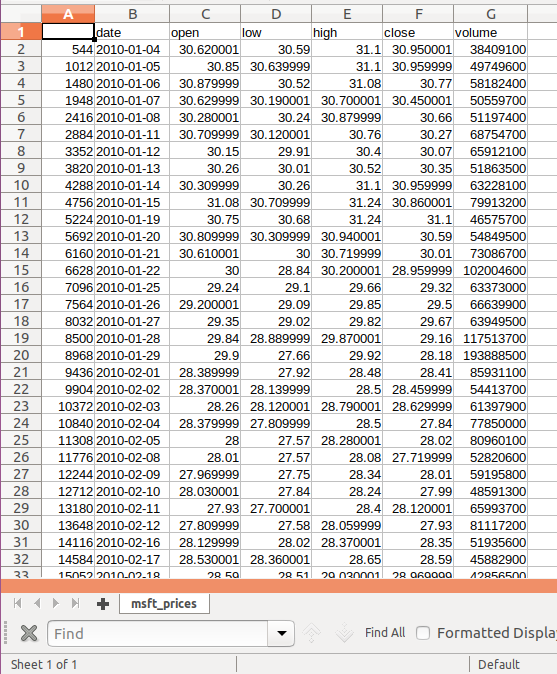 A B C D E F G
1 date open low high close volume
2 544 2010-01-04 30.620001 30.59 31.1 30.950001 38409100
3 1012 2010-01-05 30.85 30.639999 31.1 30.959999 49749600
4 1480 2010-01-06 30.879999 30.52 31.08 30.77 58182400
5 1948 2010-01-07 30.629999 30.190001 30.700001 30.450001 50559700
6 2416 2010-01-08 30.280001 30.24 30.879999 30.66 51197400
7 2884 2010-01-11 30.709999 30.120001 30.76 30.27 68754700
8 3352 2010-01-12 30.15 29.91 30.4 30.07 65912100
9 3820 2010-01-13 30.26 30.01 30.52 30.35 51863500
10 4288 2010-01-14 30.309999 30.26 31.1 30.959999 63228100
11 4756 2010-01-15 31.08 30.709999 31.24 30.860001 79913200
12 5224 2010-01-19 30.75 30.68 31.24 31.1 46575700
13 5692 2010-01-20 30.809999 30.309999 30.940001 30.59 54849500
14 6160 2010-01-21 30.610001 30 30.719999 30.01 73086700
15 6628 2010-01-22 30 28.84 30.200001 28.959999 102004600
16 7096 2010-01-25 29.24 29.1 29.66 29.32 63373000
17 7564 2010-01-26 29.200001 29.09 29.85 29.5 66639900
18 8032 2010-01-27 29.35 29.02 29.82 29.67 63949500
19 8500 2010-01-28 29.84 28.889999 29.870001 29.16 117513700
20 8968 2010-01-29 29.9 27.66 29.92 28.18 193888500
21 9436 2010-02-01 28.389999 27.92 28.48 28.41 85931100
22 9904 2010-02-02 28.370001 28.139999 28.5 28.459999 54413700
23 10372 2010-02-03 28.26 28.120001 28.790001 28.629999 61397900
24 10840 2010-02-04 28.379999 27.809999 28.5 27.84 77850000
25 11308 2010-02-05 28 27.57 28.280001 28.02 80960100
26 11776 2010-02-08 28.01 27.57 28.08 27.719999 52820600
27 12244 2010-02-09 27.969999 27.75 28.34 28.01 59195800
28 12712 2010-02-10 28.030001 27.84 28.24 27.99 48591300
29 13180 2010-02-11 27.93 27.700001 28.4 28.120001 65993700
30 13648 2010-02-12 27.809999 27.58 28.059999 27.93 81117200
31 14116 2010-02-16 28.129999 28.02 28.370001 28.35 51935600
32 14584 2010-02-17 28.530001 28.360001 28.65 28.59 45882900
33 15052 2010-02-18 28.59 28.51 29.030001 28.969999 42856500
msft_prices
Find Find All Formatted Displa
Sheet 1 of 1 Default